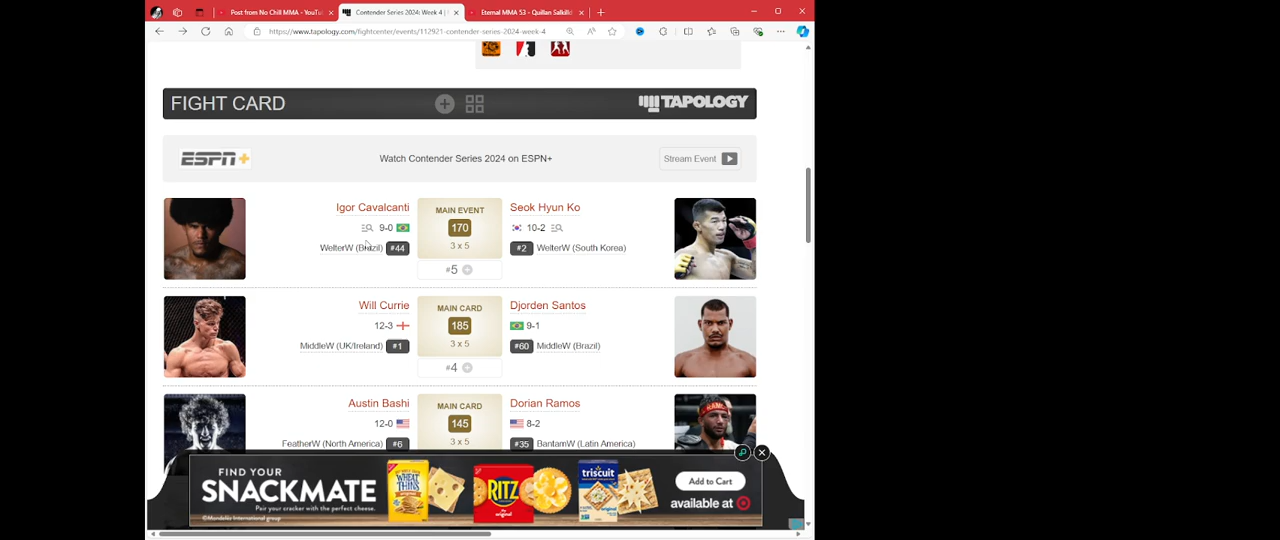 Post from No Chill MMA - YouTu
Contender Series 2024: Week 4 |
Eternal MMA 53 - Quillan Salkilld
https://www.tapology.com/fightcenter/events/112921-contender-series-2024-week-4
FIGHT CARD
TAPOLOGY
ESPN+
Watch Contender Series 2024 on ESPN+
Stream Event
Igor Cavalcanti
MAIN EVENT
Seok Hyun Ko
9-0
170
10-2
WelterW (Brazil) #44
3 x 5
#2 WelterW (South Korea)
#5
Will Currie
MAIN CARD
Djorden Santos
12-3
185
9-1
MiddleW (UK/Ireland) #1
3 x 5
#60 MiddleW (Brazil)
#4
Austin Bashi
MAIN CARD
Dorian Ramos
12-0
145
8-2
FeatherW (North America) #6
3 x 5
#35 BantamW (Latin America)
FIND YOUR
SNACKMATE
Pair your cracker with the perfect cheese.
©Mondelēz International group
WHEAT THINS
RITZ
triscuit
Add to Cart
available at